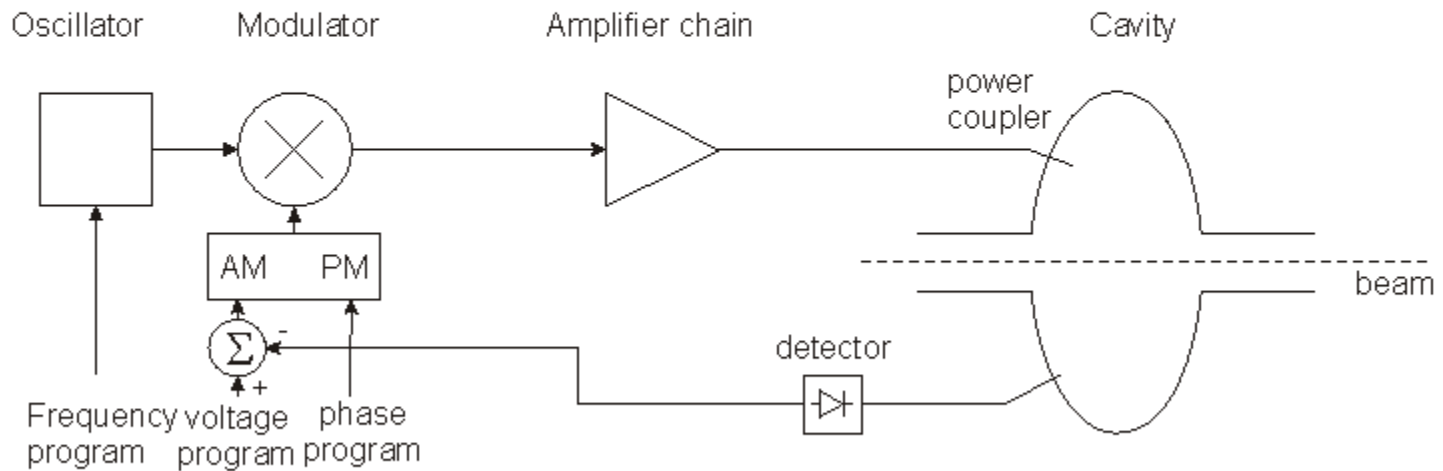 Oscillator
Modulator
Amplifier chain
Cavity
power
coupler
AM
PM
beam
Σ
-
+
detector
Frequency
program
voltage
program
phase
program